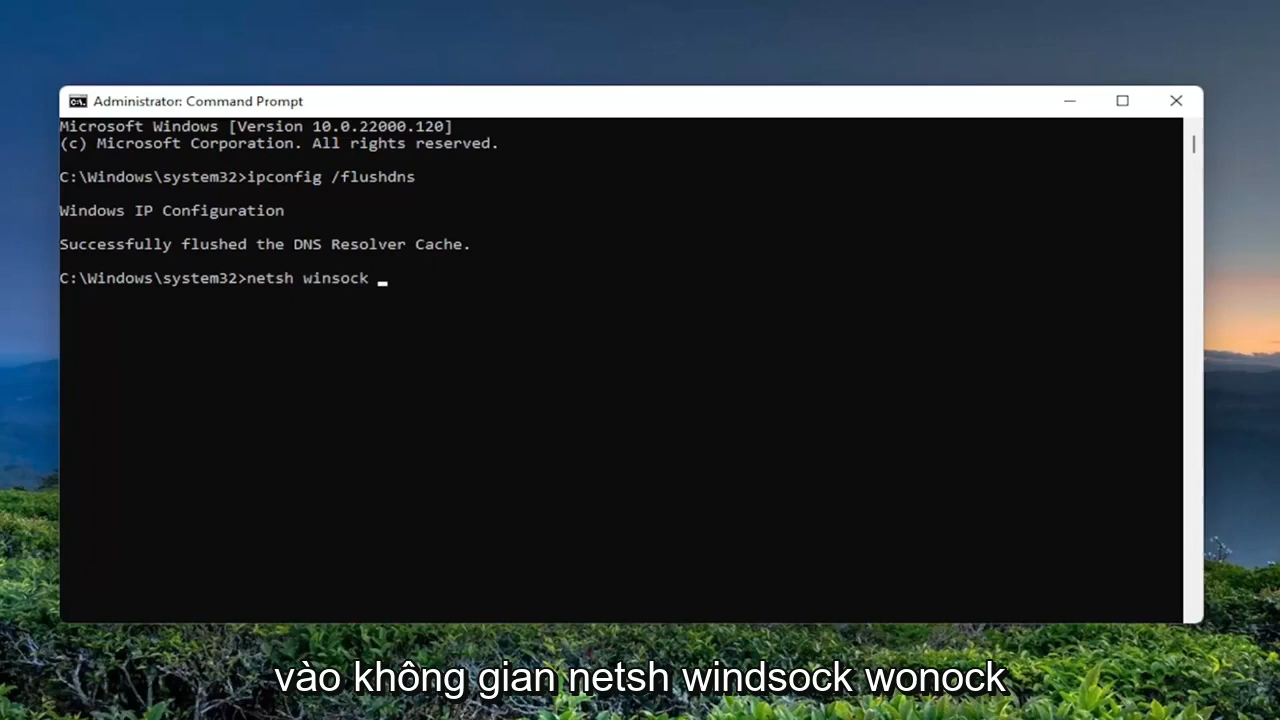 Administrator: Command Prompt
Microsoft Windows [Version 10.0.22000.120]
(c) Microsoft Corporation. All rights reserved.
C:\Windows\system32>ipconfig /flushdns
Windows IP Configuration
Successfully flushed the DNS Resolver Cache.
C:\Windows\system32>netsh winsock
vào không gian netsh windsock wonock